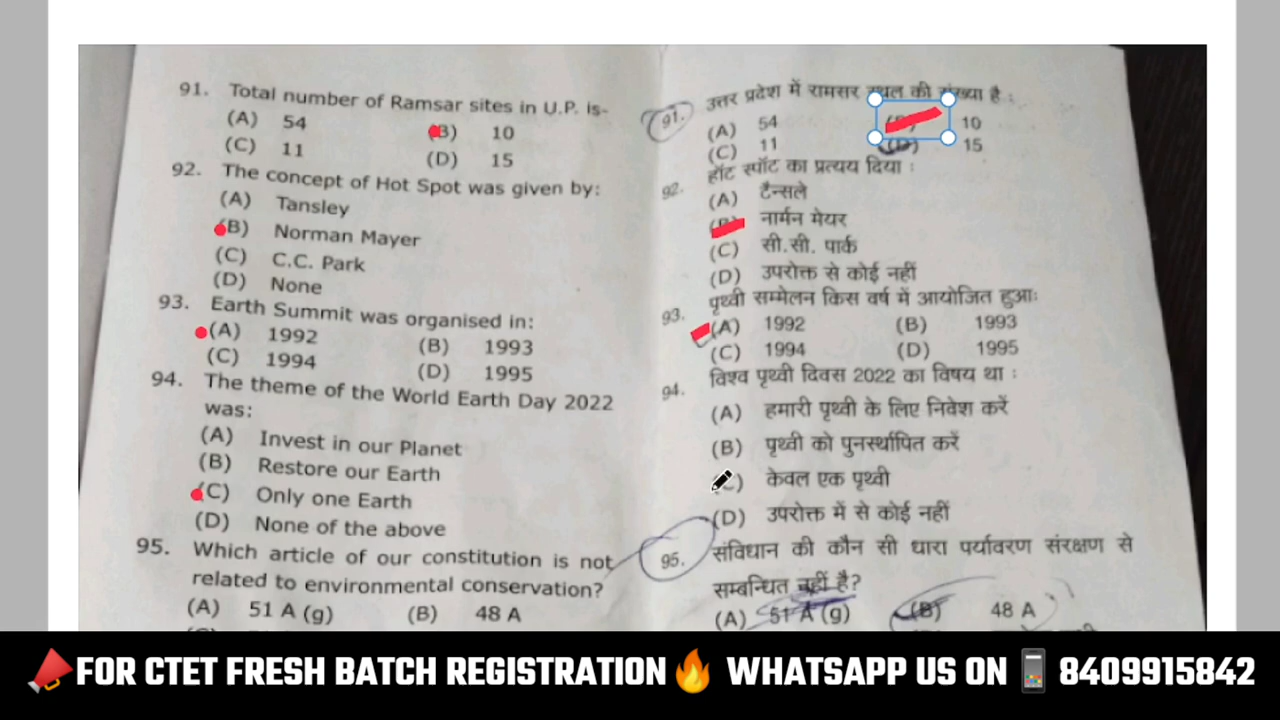 91. Total number of Ramsar sites in U.P. is-
(A) 54 (B) 10
(C) 11 (D) 15
92. The concept of Hot Spot was given by:
(A) Tansley
(B) Norman Mayer
(C) C.C. Park
(D) None
93. Earth Summit was organised in:
(A) 1992 (B) 1993
(C) 1994 (D) 1995
94. The theme of the World Earth Day 2022
was:
(A) Invest in our Planet
(B) Restore our Earth
(C) Only one Earth
(D) None of the above
95. Which article of our constitution is not
related to environmental conservation?
(A) 51 A (g) (B) 48 A
91. उत्तर प्रदेश में रामसर स्थल की संख्या है :
(A) 54 10
(C) 11 (D) 15
92. हॉट स्पॉट का प्रत्यय दिया :
(A) टैन्सले
(B) नार्मन मेयर
(C) सी.सी. पार्क
(D) उपरोक्त से कोई नहीं
93. पृथ्वी सम्मेलन किस वर्ष में आयोजित हुआः
(A) 1992 (B) 1993
(C) 1994 (D) 1995
94. विश्व पृथ्वी दिवस 2022 का विषय था :
(A) हमारी पृथ्वी के लिए निवेश करें
(B) पृथ्वी को पुनर्स्थापित करें
केवल एक पृथ्वी
(D) उपरोक्त में से कोई नहीं
95. संविधान की कौन सी धारा पर्यावरण संरक्षण से
सम्बन्धित नहीं है?
(A) 51 A (g) (B) 48 A
FOR CTET FRESH BATCH REGISTRATION WHATSAPP US ON 8409915842